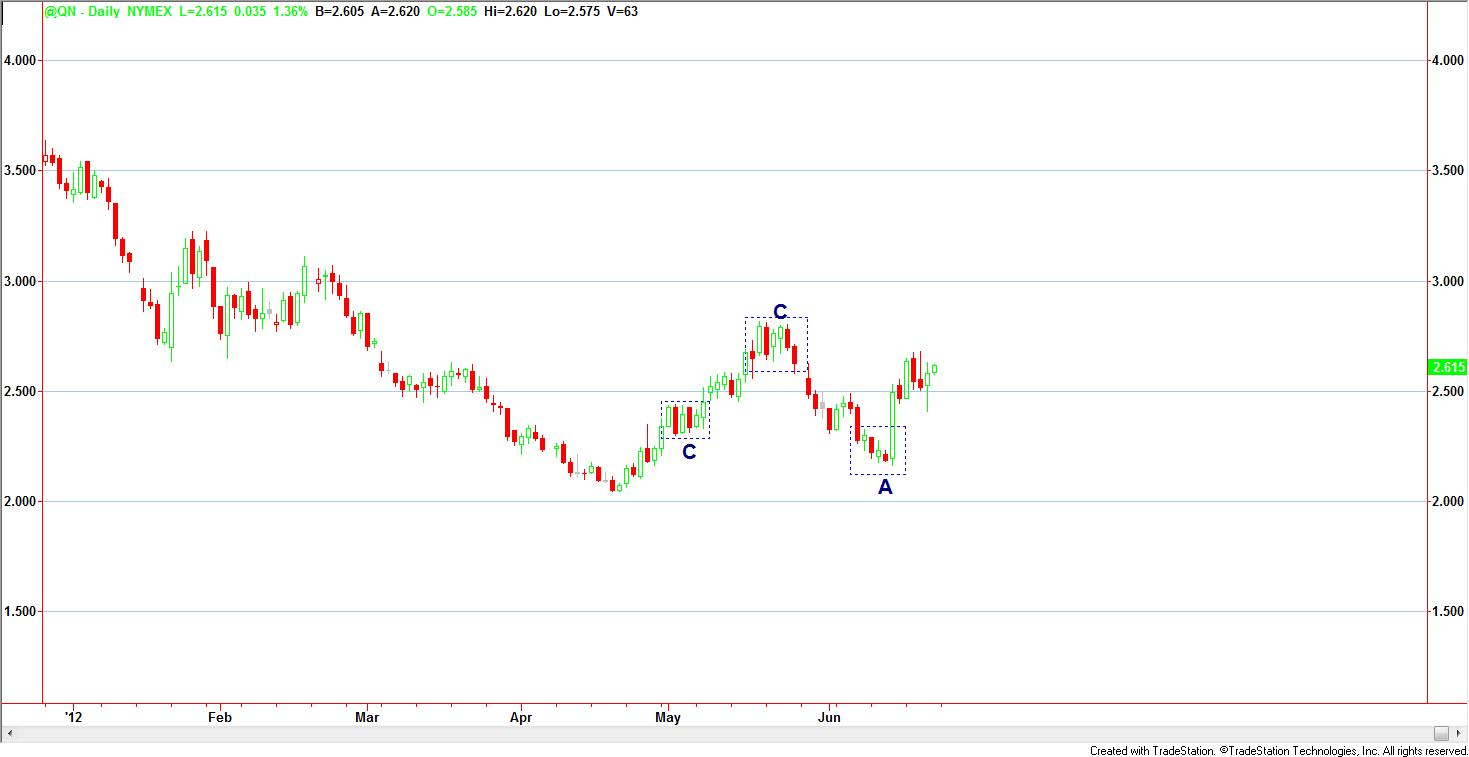 @QN - Daily NYMEX L=2.615 0.035 1.36% B=2.605 A=2.620 O=2.585 Hi=2.620 Lo=2.575 V=63
4.000 4.000
3.500 3.500
3.000 3.000
C
2.615
2.500 2.500
C
A
2.000 2.000
1.500 1.500
'12 Feb Mar Apr May Jun
Created with TradeStation. ©TradeStation Technologies, Inc. All rights reserved.